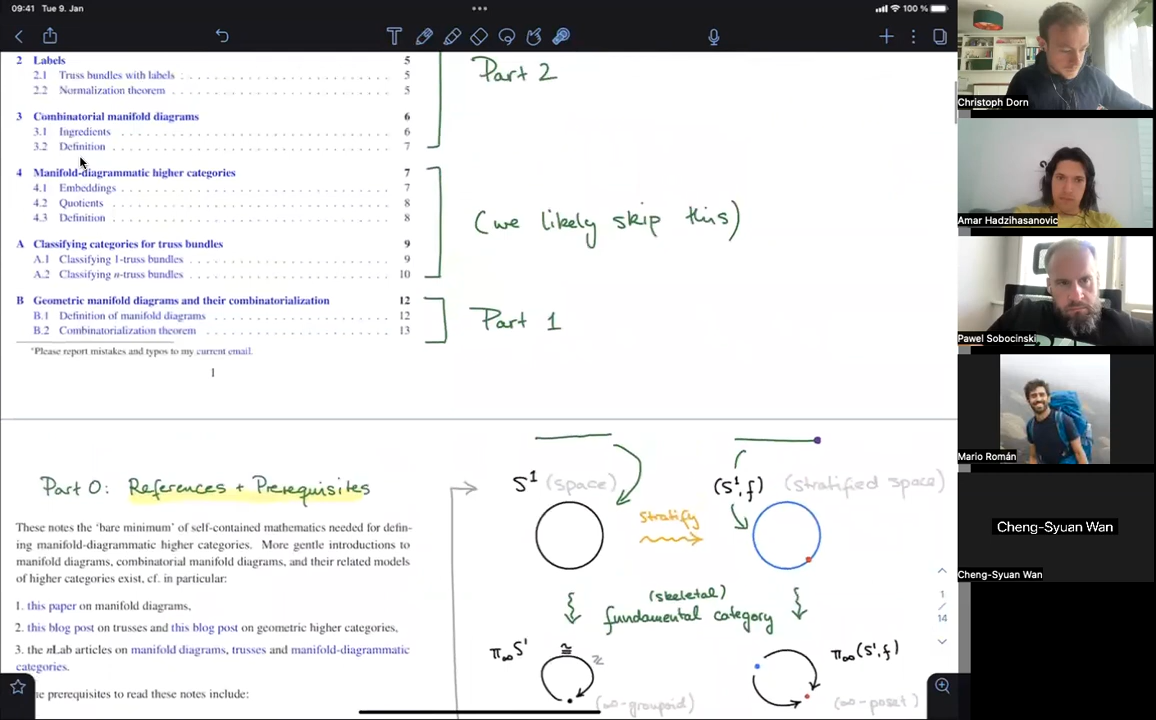 09:41 Tue 9. Jan
100 %
2 Labels 5
2.1 Truss bundles with labels 5
2.2 Normalization theorem 5
3 Combinatorial manifold diagrams 6
3.1 Ingredients 6
3.2 Definition 7
4 Manifold-diagrammatic higher categories 7
4.1 Embeddings 7
4.2 Quotients 8
4.3 Definition 8
A Classifying categories for truss bundles 9
A.1 Classifying 1-truss bundles 9
A.2 Classifying n-truss bundles 10
B Geometric manifold diagrams and their combinatorialization 12
B.1 Definition of manifold diagrams 12
B.2 Combinatorialization theorem 13
*Please report mistakes and typos to my current email.
1
Part 2
(we likely skip this)
Part 1
Part 0: References + Prerequisites
These notes the ‘bare minimum’ of self-contained mathematics needed for defin-
ing manifold-diagrammatic higher categories. More gentle introductions to
manifold diagrams, combinatorial manifold diagrams, and their related models
of higher categories exist, cf. in particular:
1. this paper on manifold diagrams,
2. this blog post on trusses and this blog post on geometric higher categories,
3. the nLab articles on manifold diagrams, trusses and manifold-diagrammatic
categories.
e prerequisites to read these notes include:
S¹ (space)
(S¹,f) (stratified space)
stratify
(skeletal)
fundamental category
π∞S¹
≅
π∞(S¹,f)
(∞-groupoid)
(∞-poset)
1
/
14
Christoph Dorn
Amar Hadzihasanovic
Pawel Sobocinski
Mario Román
Cheng-Syuan Wan
Cheng-Syuan Wan